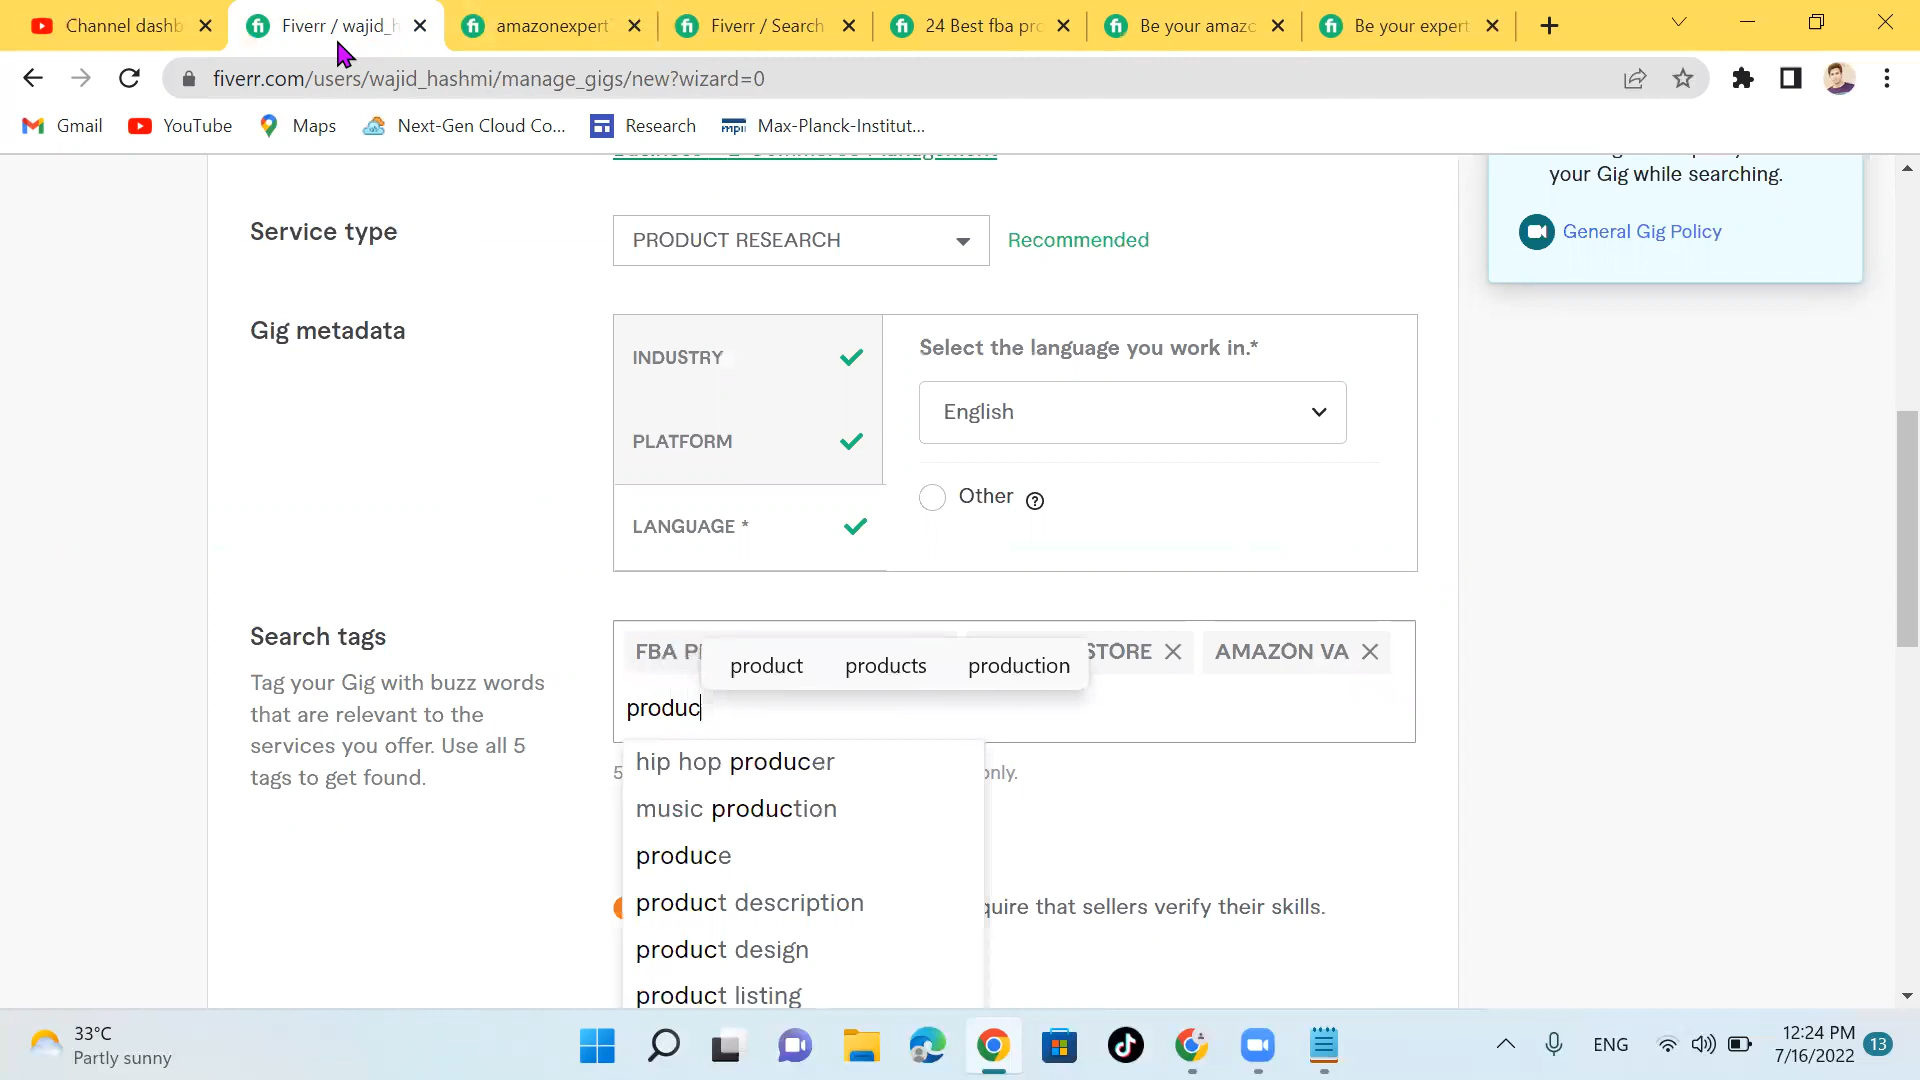 Channel dashb
Fiverr / wajid_h
amazonexpert
Fiverr / Search
24 Best fba pro
Be your amazo
Be your expert
fiverr.com/users/wajid_hashmi/manage_gigs/new?wizard=0
Gmail
YouTube
Maps
Next-Gen Cloud Co...
Research
mpii
Max-Planck-Institut...
your Gig while searching.
General Gig Policy
Service type
PRODUCT RESEARCH
Recommended
Gig metadata
INDUSTRY
PLATFORM
LANGUAGE *
Select the language you work in.*
English
Other
Search tags
Tag your Gig with buzz words
that are relevant to the
services you offer. Use all 5
tags to get found.
FBA P
STORE
AMAZON VA
product products production
produc
5
only.
hip hop producer
music production
produce
product description
product design
product listing
quire that sellers verify their skills.
33°C
Partly sunny
ENG
12:24 PM
7/16/2022
13